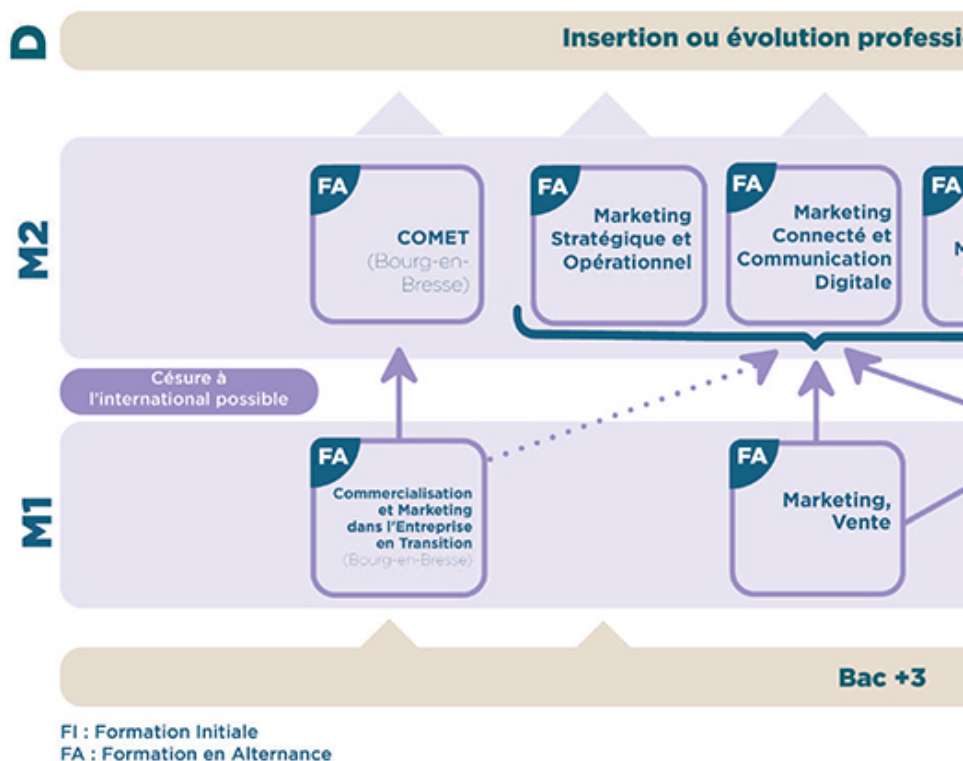 D
Insertion ou évolution professi
M2
FA
COMET
(Bourg-en-
Bresse)
FA
Marketing
Stratégique et
Opérationnel
FA
Marketing
Connecté et
Communication
Digitale
FA
M
Césure à
l'international possible
M1
FA
Commercialisation
et Marketing
dans l'Entreprise
en Transition
(Bourg-en-Bresse)
FA
Marketing,
Vente
Bac +3
FI : Formation Initiale
FA : Formation en Alternance